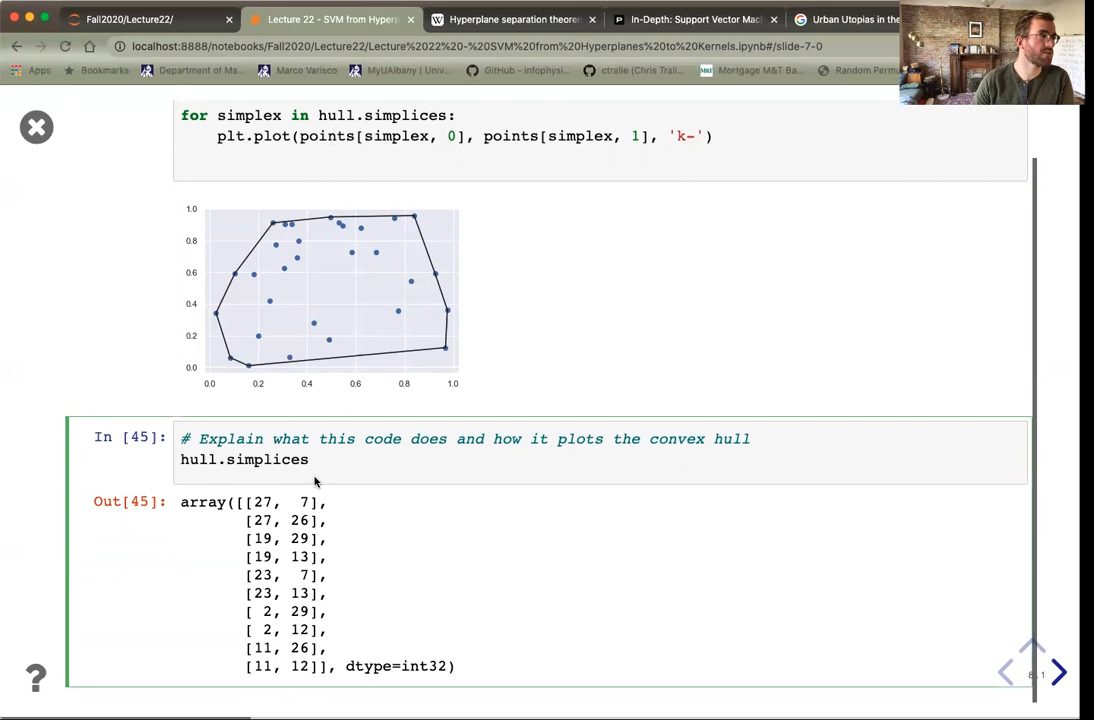 Fall2020/Lecture22/
Lecture 22 - SVM from Hyperp
Hyperplane separation theore
In-Depth: Support Vector Mac
Urban Utopias in the
localhost:8888/notebooks/Fall2020/Lecture22/Lecture%2022%20-%20SVM%20from%20Hyperplanes%20to%20Kernels.ipynb#/slide-7-0
Apps
Bookmarks
Department of Ma...
Marco Varisco
MyUAlbany | Univ...
GitHub - Infophysi...
ctralie (Chris Trali...
Mortgage M&T Ba...
Random Permu
for simplex in hull.simplices:
plt.plot(points[simplex, 0], points[simplex, 1], 'k-')
1.0
0.8
0.6
0.4
0.2
0.0
0.0 0.2 0.4 0.6 0.8 1.0
In [45]:
# Explain what this code does and how it plots the convex hull
hull.simplices
Out[45]:
array([[27, 7],
[27, 26],
[19, 29],
[19, 13],
[23, 7],
[23, 13],
[ 2, 29],
[ 2, 12],
[11, 26],
[11, 12]], dtype=int32)
?